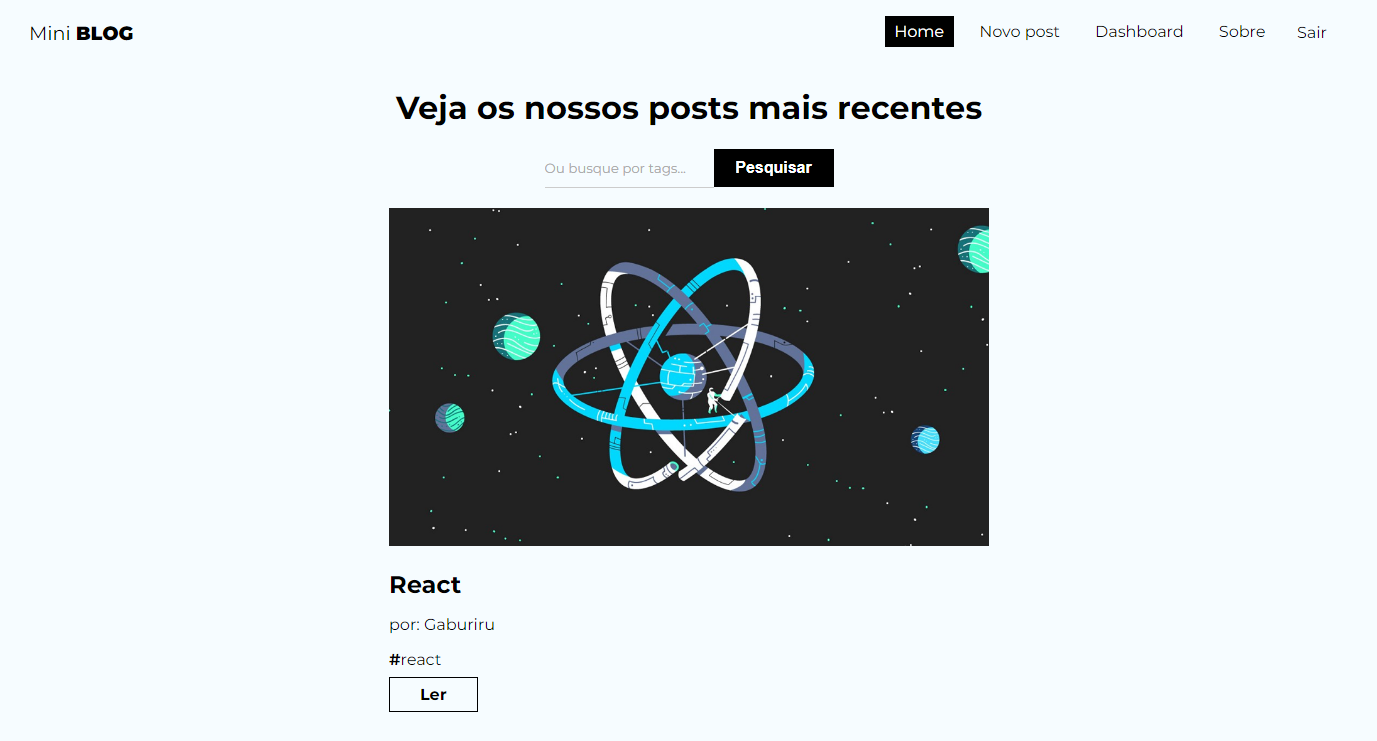 Mini BLOG
Home Novo post Dashboard Sobre Sair
Veja os nossos posts mais recentes
Ou busque por tags... Pesquisar
React
por: Gaburiru
#react
Ler